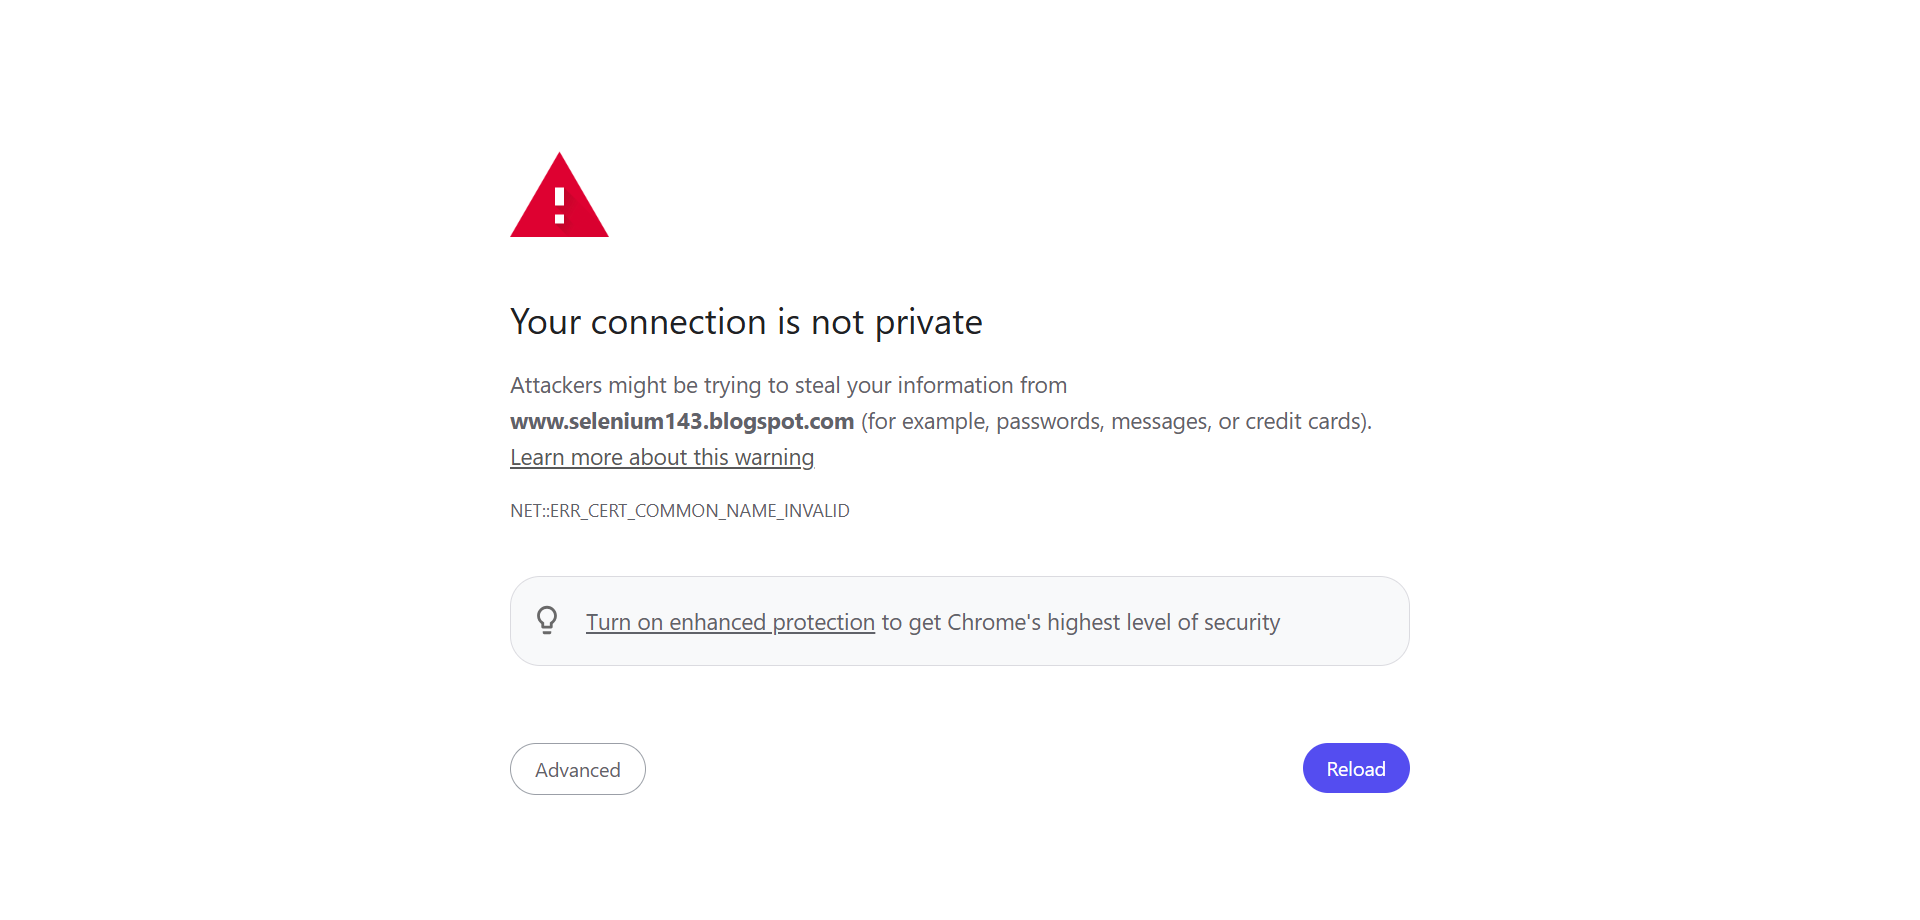 Your connection is not private
Attackers might be trying to steal your information from
www.selenium143.blogspot.com (for example, passwords, messages, or credit cards).
Learn more about this warning
NET::ERR_CERT_COMMON_NAME_INVALID
Turn on enhanced protection to get Chrome's highest level of security
Advanced
Reload